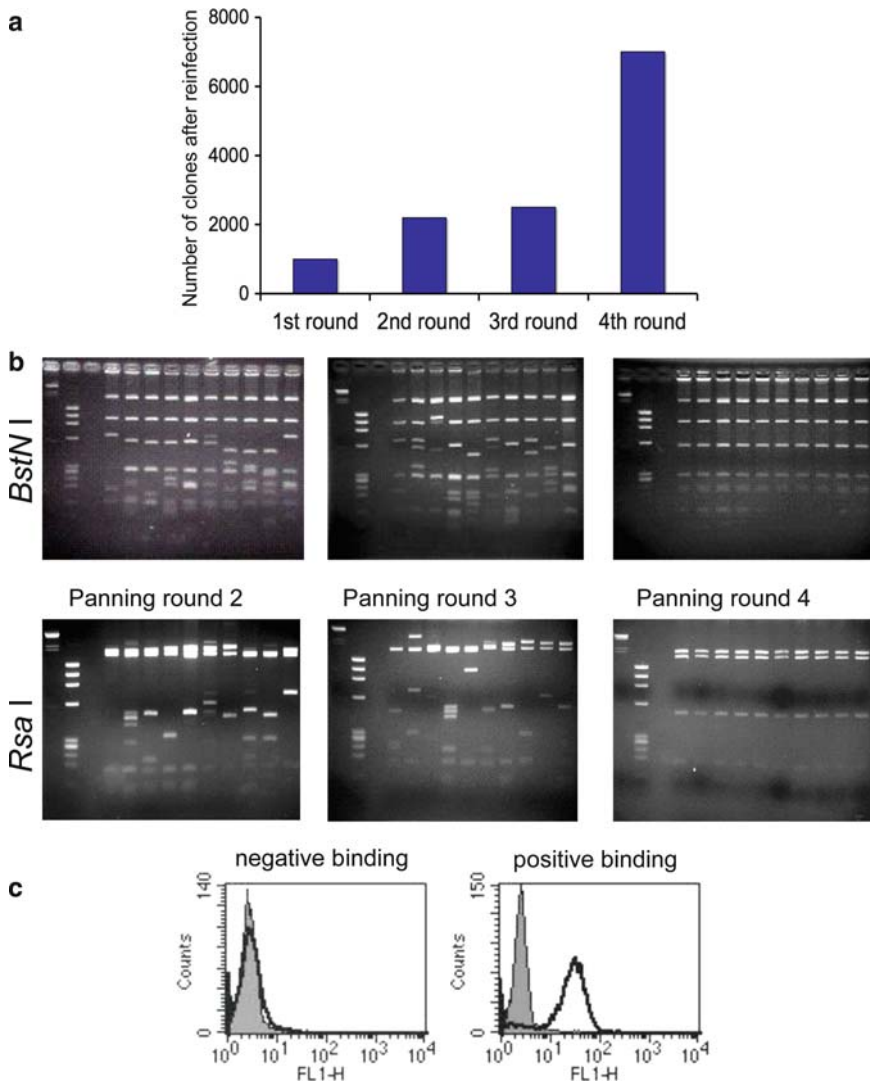 a
Number of clones after reinfection
8000
6000
4000
2000
0
1st round 2nd round 3rd round 4th round
b
BstN I
Panning round 2 Panning round 3 Panning round 4
Rsa I
c
negative binding positive binding
140
Counts
0
10^0 10^1 10^2 10^3 10^4
FL1-H
150
Counts
0
10^0 10^1 10^2 10^3 10^4
FL1-H